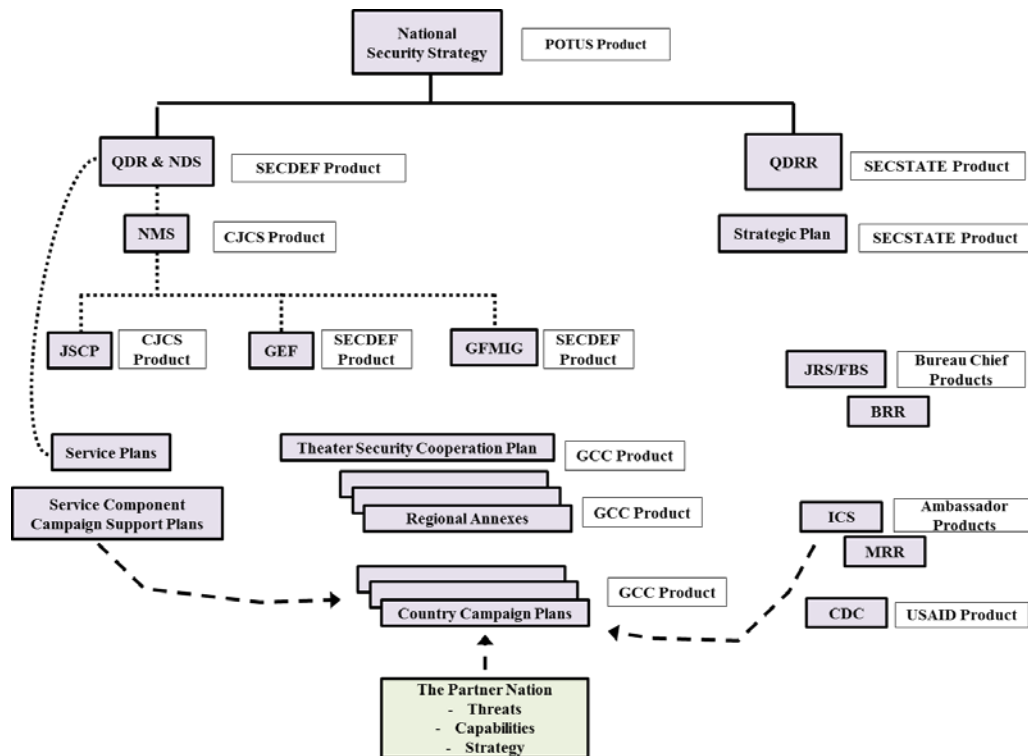 National
Security Strategy
POTUS Product
QDR & NDS
SECDEF Product
QDRR
SECSTATE Product
NMS
CJCS Product
Strategic Plan
SECSTATE Product
JSCP
CJCS
Product
GEF
SECDEF
Product
GFMIG
SECDEF
Product
JRS/FBS
Bureau Chief
Products
BRR
Service Plans
Theater Security Cooperation Plan
GCC Product
Service Component
Campaign Support Plans
Regional Annexes
GCC Product
ICS
Ambassador
Products
MRR
Country Campaign Plans
GCC Product
CDC
USAID Product
The Partner Nation
- Threats
- Capabilities
- Strategy